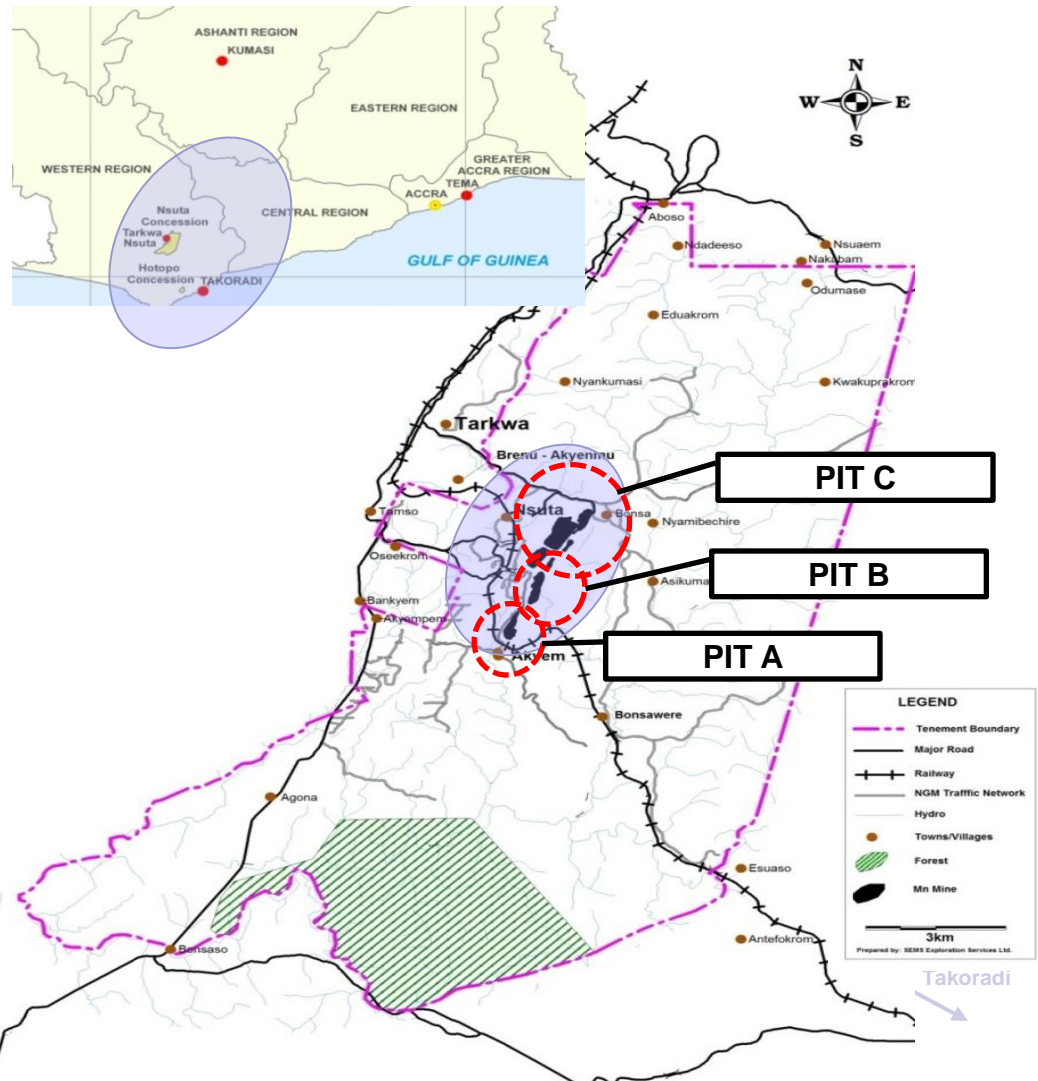 ASHANTI REGION
KUMASI
EASTERN REGION
WESTERN REGION
GREATER
ACCRA REGION
TEMA
ACCRA
CENTRAL REGION
Nsuta
Concession
Tarkwa
Nsuta
Hotopo
Concession
TAKORADI
GULF OF GUINEA
N
W
E
S
Aboso
Ndadeeso
Nsuaem
Nakabam
Odumase
Eduakrom
Nyankumasi
Kwakuprakrom
Tarkwa
Brenu - Akyenmu
PIT C
Tamso
Nsuta
Bonsa
Nyamibechire
Oseekrom
PIT B
Asikuma
Bankyem
Akyempem
PIT A
Akyem
Bonsawere
LEGEND
Tenement Boundary
Major Road
Railway
NGM Trafffic Network
Hydro
Towns/Villages
Forest
Mn Mine
3km
Prepared by: SEMS Exploration Services Ltd.
Agona
Esuaso
Bonsaso
Antefokrom
Takoradi